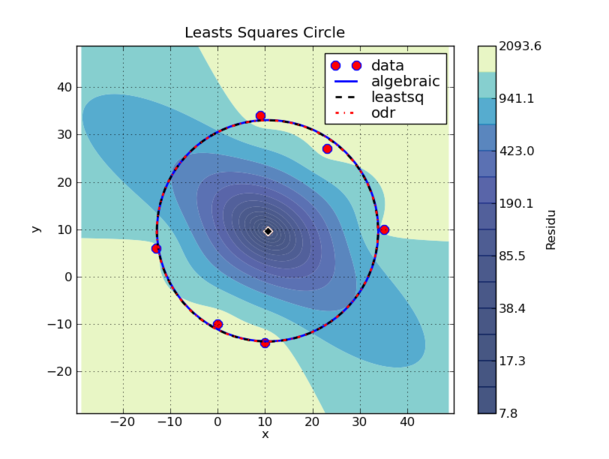 Leasts Squares Circle
data
algebraic
leastsq
odr
40
30
20
10
0
−10
−20
y
−20 −10 0 10 20 30 40
x
2093.6
941.1
423.0
190.1
85.5
38.4
17.3
7.8
Residu